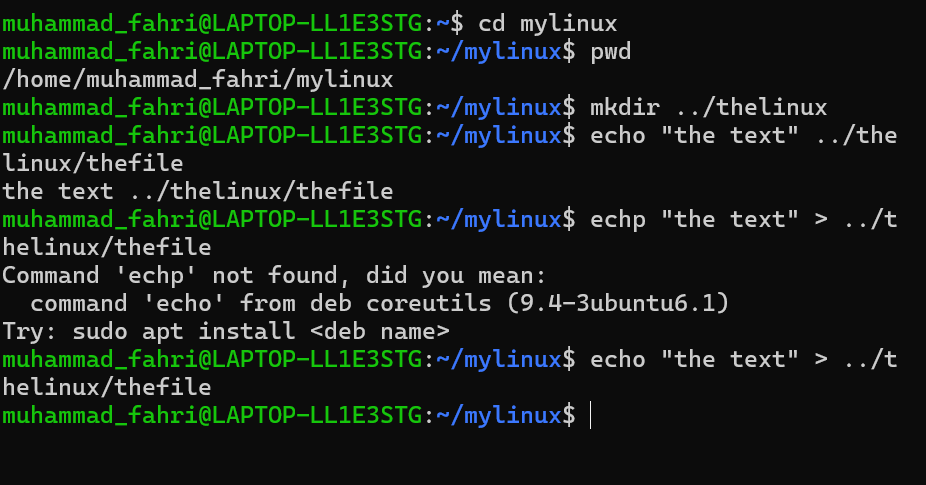 muhammad_fahri@LAPTOP-LL1E3STG:~$ cd mylinux
muhammad_fahri@LAPTOP-LL1E3STG:~/mylinux$ pwd
/home/muhammad_fahri/mylinux
muhammad_fahri@LAPTOP-LL1E3STG:~/mylinux$ mkdir ../thelinux
muhammad_fahri@LAPTOP-LL1E3STG:~/mylinux$ echo "the text" ../the
linux/thefile
the text ../thelinux/thefile
muhammad_fahri@LAPTOP-LL1E3STG:~/mylinux$ echp "the text" > ../t
helinux/thefile
Command 'echp' not found, did you mean:
  command 'echo' from deb coreutils (9.4-3ubuntu6.1)
Try: sudo apt install <deb name>
muhammad_fahri@LAPTOP-LL1E3STG:~/mylinux$ echo "the text" > ../t
helinux/thefile
muhammad_fahri@LAPTOP-LL1E3STG:~/mylinux$